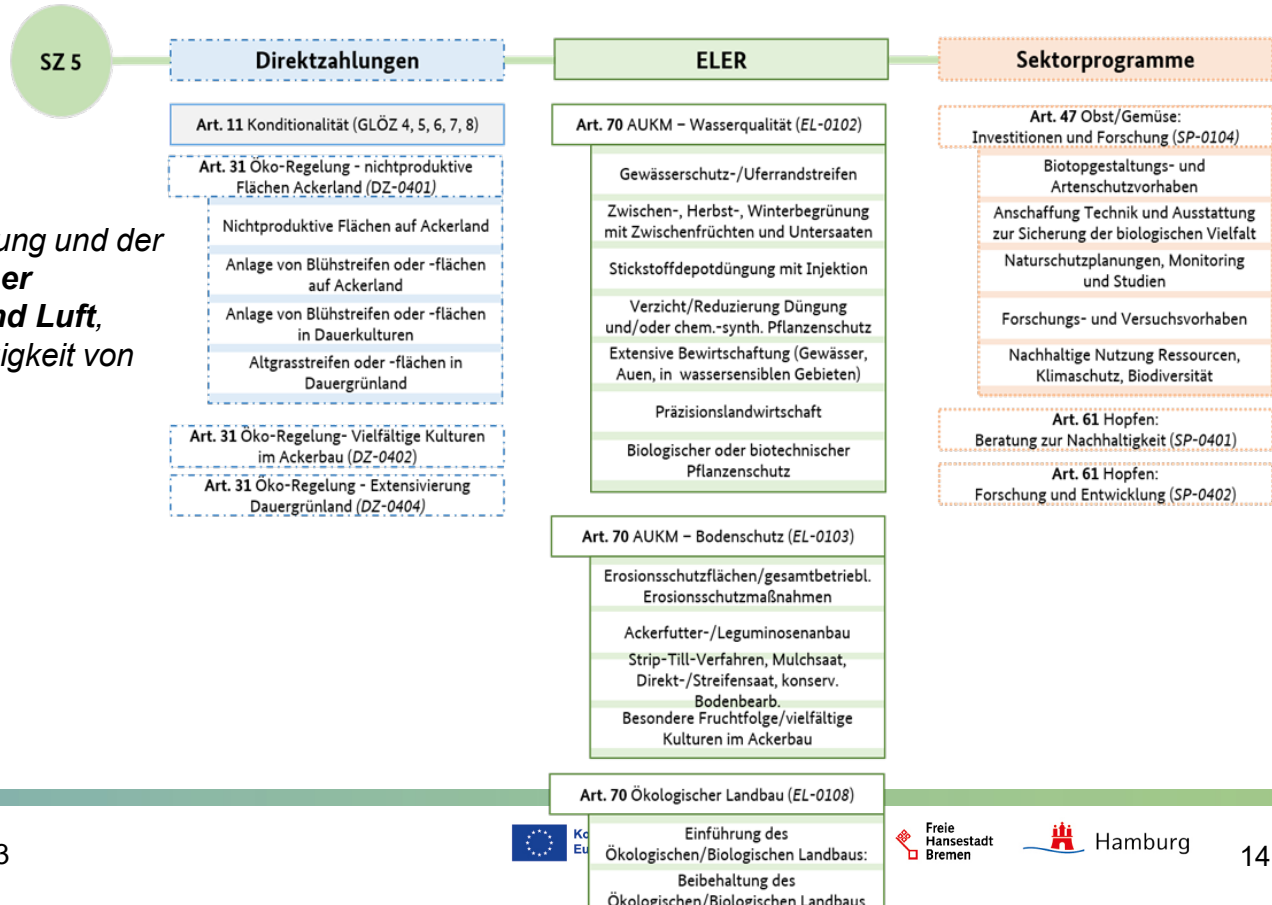 SZ 5
ung und der
er
nd Luft,
igkeit von
Direktzahlungen
Art. 11 Konditionalität (GLÖZ 4, 5, 6, 7, 8)
Art. 31 Öko-Regelung - nichtproduktive
Flächen Ackerland (DZ-0401)
Nichtproduktive Flächen auf Ackerland
Anlage von Blühstreifen oder -flächen
auf Ackerland
Anlage von Blühstreifen oder -flächen
in Dauerkulturen
Altgrasstreifen oder -flächen in
Dauergrünland
Art. 31 Öko-Regelung- Vielfältige Kulturen
im Ackerbau (DZ-0402)
Art. 31 Öko-Regelung - Extensivierung
Dauergrünland (DZ-0404)
ELER
Art. 70 AUKM – Wasserqualität (EL-0102)
Gewässerschutz-/Uferrandstreifen
Zwischen-, Herbst-, Winterbegrünung
mit Zwischenfrüchten und Untersaaten
Stickstoffdepotdüngung mit Injektion
Verzicht/Reduzierung Düngung
und/oder chem.-synth. Pflanzenschutz
Extensive Bewirtschaftung (Gewässer,
Auen, in wassersensiblen Gebieten)
Präzisionslandwirtschaft
Biologischer oder biotechnischer
Pflanzenschutz
Art. 70 AUKM – Bodenschutz (EL-0103)
Erosionsschutzflächen/gesamtbetriebl.
Erosionsschutzmaßnahmen
Ackerfutter-/Leguminosenanbau
Strip-Till-Verfahren, Mulchsaat,
Direkt-/Streifensaat, konserv.
Bodenbearb.
Besondere Fruchtfolge/vielfältige
Kulturen im Ackerbau
Art. 70 Ökologischer Landbau (EL-0108)
Einführung des
Ökologischen/Biologischen Landbaus:
Beibehaltung des
Ökologischen/Biologischen Landbaus
Sektorprogramme
Art. 47 Obst/Gemüse:
Investitionen und Forschung (SP-0104)
Biotopgestaltungs- und
Artenschutzvorhaben
Anschaffung Technik und Ausstattung
zur Sicherung der biologischen Vielfalt
Naturschutzplanungen, Monitoring
und Studien
Forschungs- und Versuchsvorhaben
Nachhaltige Nutzung Ressourcen,
Klimaschutz, Biodiversität
Art. 61 Hopfen:
Beratung zur Nachhaltigkeit (SP-0401)
Art. 61 Hopfen:
Forschung und Entwicklung (SP-0402)
3
Ko
Eu
Freie
Hansestadt
Bremen
Hamburg
14